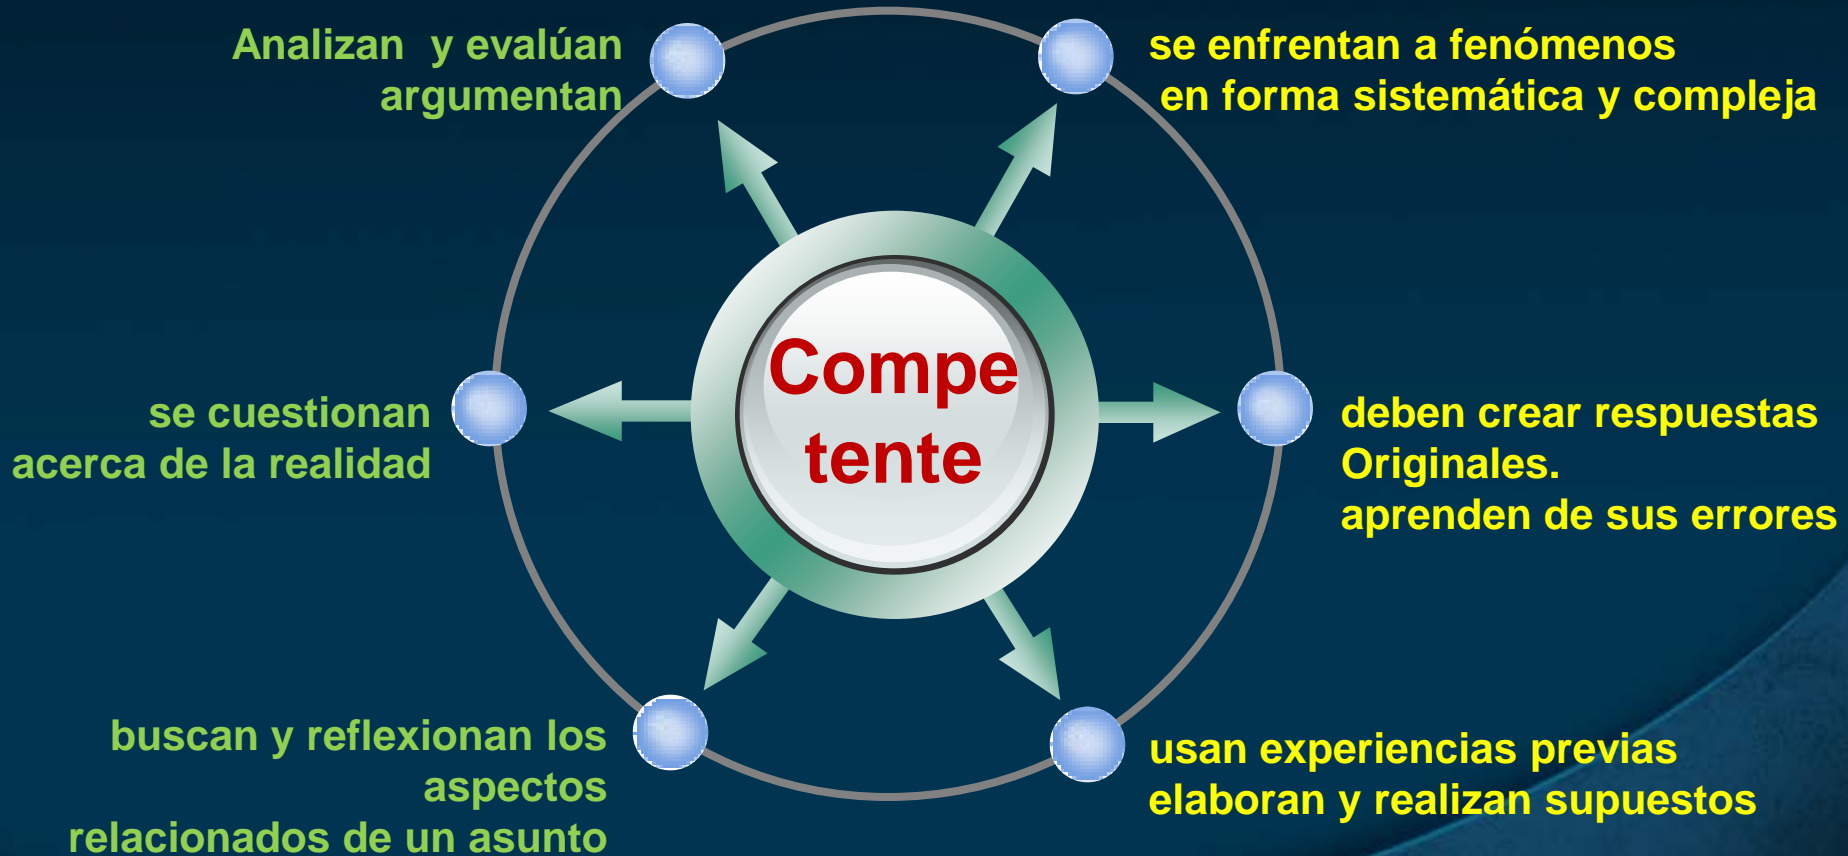 Analizan y evalúan
argumentan
se enfrentan a fenómenos
en forma sistemática y compleja
Compe
tente
se cuestionan
acerca de la realidad
deben crear respuestas
Originales.
aprenden de sus errores
buscan y reflexionan los
aspectos
relacionados de un asunto
usan experiencias previas
elaboran y realizan supuestos